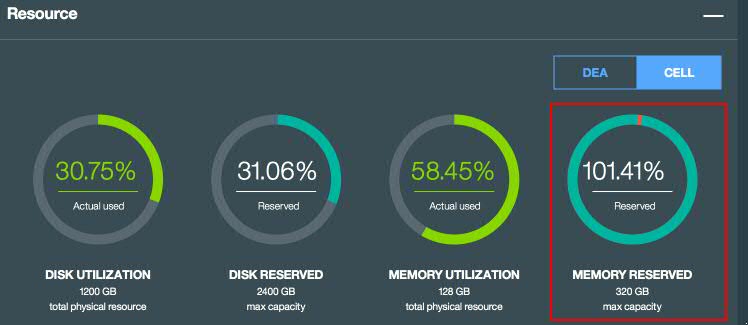 Resource
DEA CELL
30.75% 31.06% 58.45% 101.41%
Actual used Reserved Actual used Reserved
DISK UTILIZATION DISK RESERVED MEMORY UTILIZATION MEMORY RESERVED
1200 GB 2400 GB 128 GB 320 GB
total physical resource max capacity total physical resource max capacity